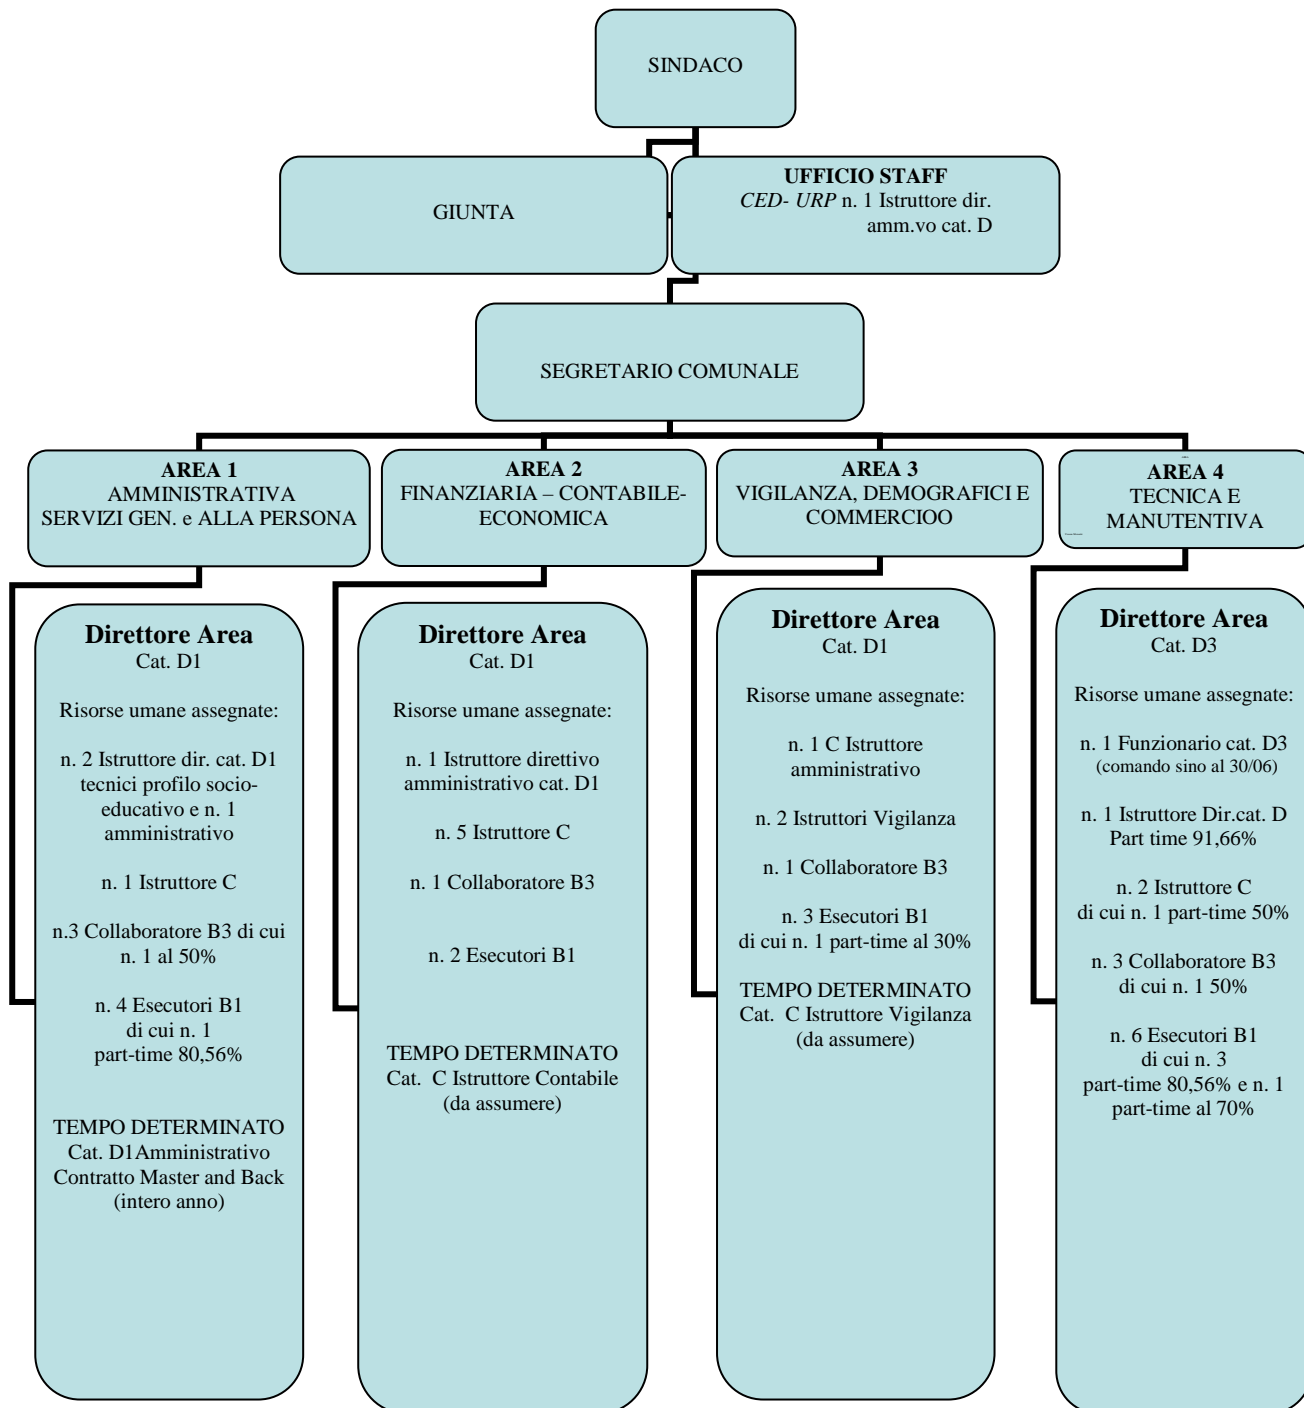 SINDACO
GIUNTA
UFFICIO STAFF
CED- URP n. 1 Istruttore dir.
amm.vo cat. D
SEGRETARIO COMUNALE
AREA 1
AMMINISTRATIVA
SERVIZI GEN. e ALLA PERSONA
AREA 2
FINANZIARIA – CONTABILE-
ECONOMICA
AREA 3
VIGILANZA, DEMOGRAFICI E
COMMERCIOO
AREA 4
TECNICA E
MANUTENTIVA
Direttore Area
Cat. D1
Risorse umane assegnate:
n. 2 Istruttore dir. cat. D1
tecnici profilo socio-
educativo e n. 1
amministrativo
n. 1 Istruttore C
n.3 Collaboratore B3 di cui
n. 1 al 50%
n. 4 Esecutori B1
di cui n. 1
part-time 80,56%
TEMPO DETERMINATO
Cat. D1Amministrativo
Contratto Master and Back
(intero anno)
Direttore Area
Cat. D1
Risorse umane assegnate:
n. 1 Istruttore direttivo
amministrativo cat. D1
n. 5 Istruttore C
n. 1 Collaboratore B3
n. 2 Esecutori B1
TEMPO DETERMINATO
Cat. C Istruttore Contabile
(da assumere)
Direttore Area
Cat. D1
Risorse umane assegnate:
n. 1 C Istruttore
amministrativo
n. 2 Istruttori Vigilanza
n. 1 Collaboratore B3
n. 3 Esecutori B1
di cui n. 1 part-time al 30%
TEMPO DETERMINATO
Cat. C Istruttore Vigilanza
(da assumere)
Direttore Area
Cat. D3
Risorse umane assegnate:
n. 1 Funzionario cat. D3
(comando sino al 30/06)
n. 1 Istruttore Dir.cat. D
Part time 91,66%
n. 2 Istruttore C
di cui n. 1 part-time 50%
n. 3 Collaboratore B3
di cui n. 1 50%
n. 6 Esecutori B1
di cui n. 3
part-time 80,56% e n. 1
part-time al 70%